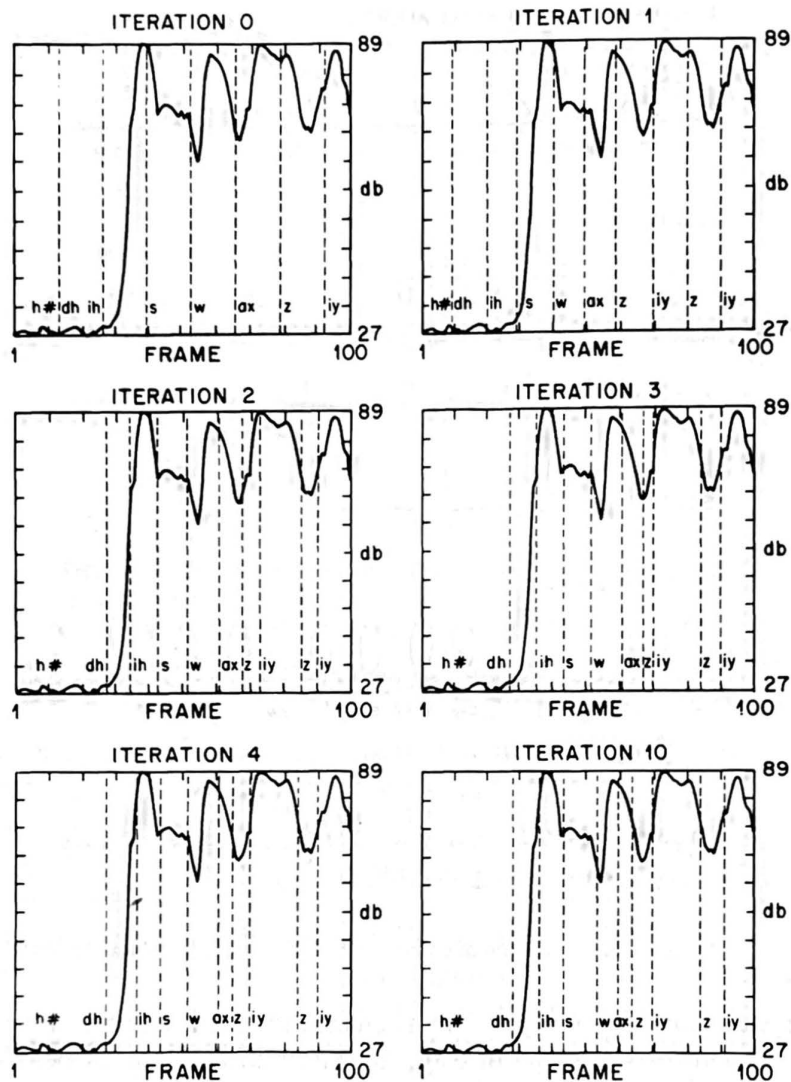 ITERATION 0
89
db
h# dh ih s w ax z iy
27
1 FRAME 100
ITERATION 1
89
db
h# dh ih s w ax z iy z iy
27
1 FRAME 100
ITERATION 2
89
db
h# dh ih s w ax z iy z iy
27
1 FRAME 100
ITERATION 3
89
db
h# dh ih s w ax z iy z iy
27
1 FRAME 100
ITERATION 4
89
db
h# dh ih s w ax z iy z iy
27
1 FRAME 100
ITERATION 10
89
db
h# dh ih s w ax z iy z iy
27
1 FRAME 100